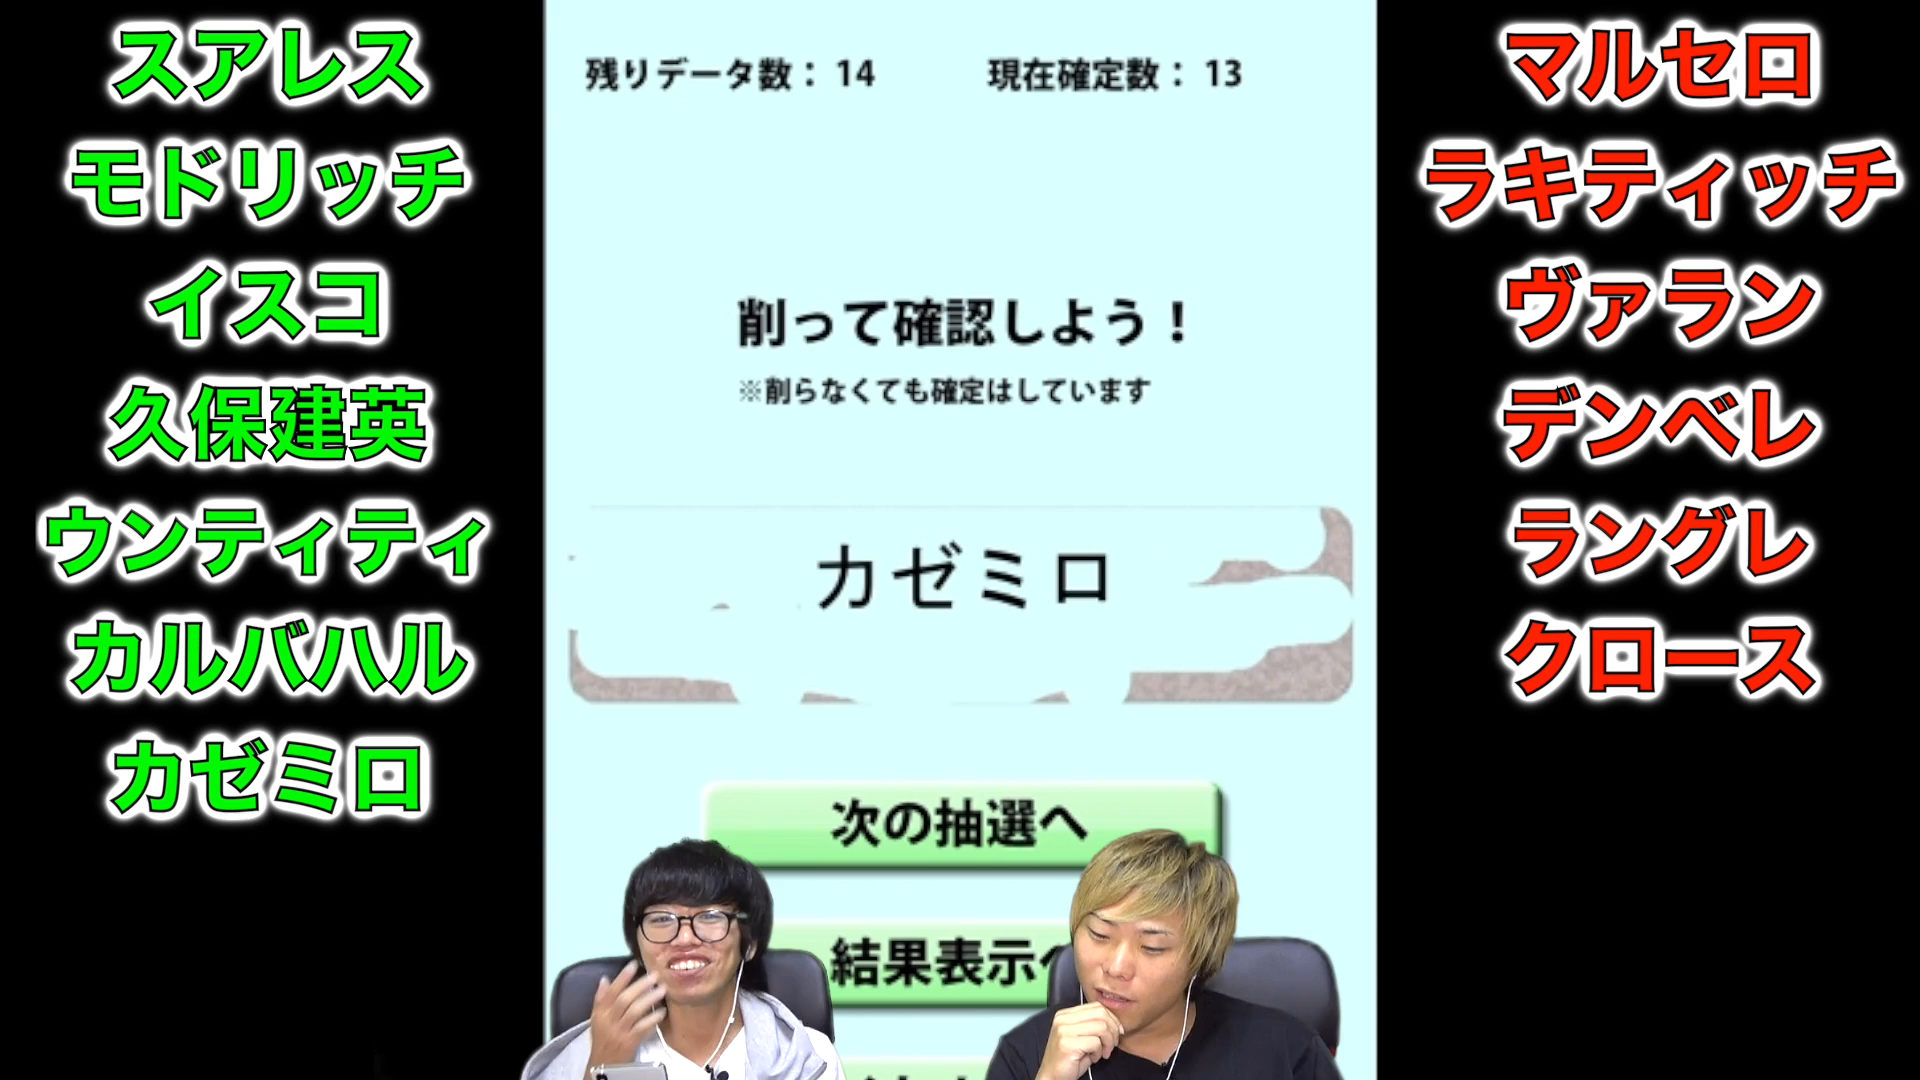 スアレス
モドリッチ
イスコ
久保建英
ウンティティ
カルバハル
カゼミロ
残りデータ数： 14
現在確定数： 13
削って確認しよう！
※削らなくても確定はしています
カゼミロ
次の抽選へ
結果表示へ
マルセロ
ラキティッチ
ヴァラン
デンベレ
ラングレ
クロース